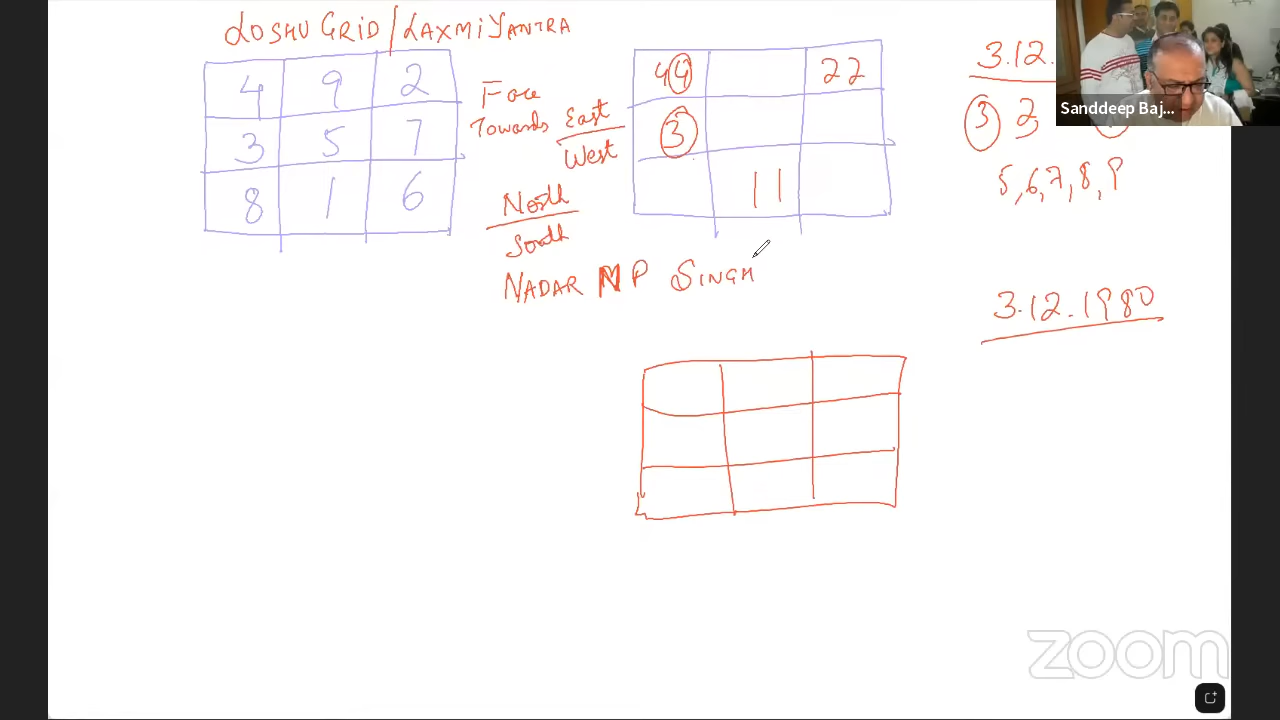 LOSHU GRID / LAXMI YANTRA
4 9 2
3 5 7
8 1 6
Face
Towards East
West
North
South
44 22
3
11
3.12.
3 2
5,6,7,8,9
Sanddeep Baj...
NADAR NP SINGH
3.12.1980
zoom